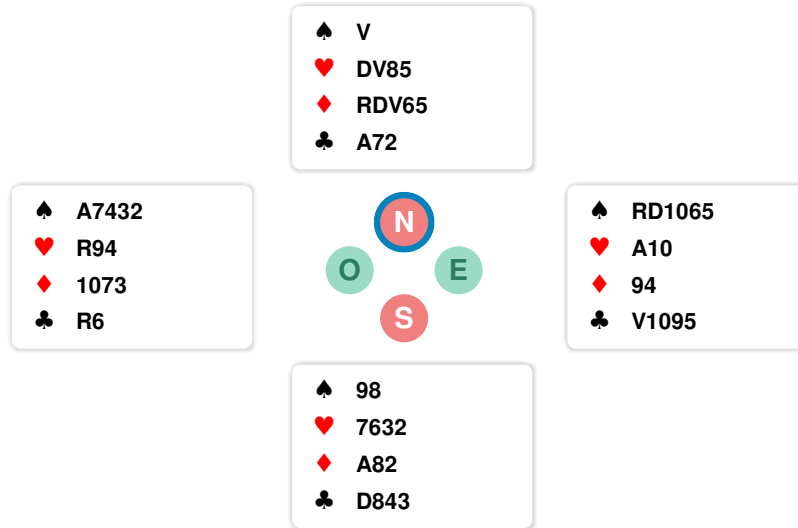 ♠ V
♥ DV85
♦ RDV65
♣ A72
♠ A7432
♥ R94
♦ 1073
♣ R6
N
O E
S
♠ RD1065
♥ A10
♦ 94
♣ V1095
♠ 98
♥ 7632
♦ A82
♣ D843